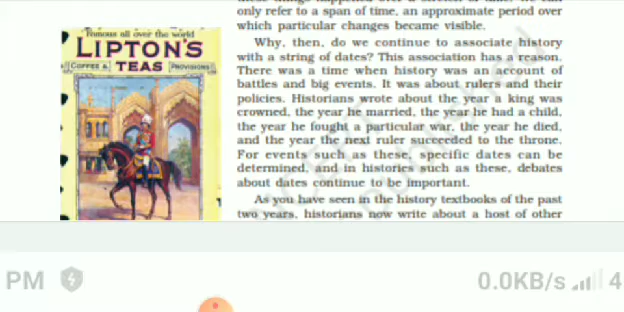 only refer to a span of time, an approximate period over
which particular changes became visible.
Why, then, do we continue to associate history
with a string of dates? This association has a reason.
There was a time when history was an account of
battles and big events. It was about rulers and their
policies. Historians wrote about the year a king was
crowned, the year he married, the year he had a child,
the year he fought a particular war, the year he died,
and the year the next ruler succeeded to the throne.
For events such as these, specific dates can be
determined, and in histories such as these, debates
about dates continue to be important.
As you have seen in the history textbooks of the past
two years, historians now write about a host of other
Famous all over the world
LIPTON'S
COFFEE & TEAS PROVISIONS
PM
0.0KB/s
4